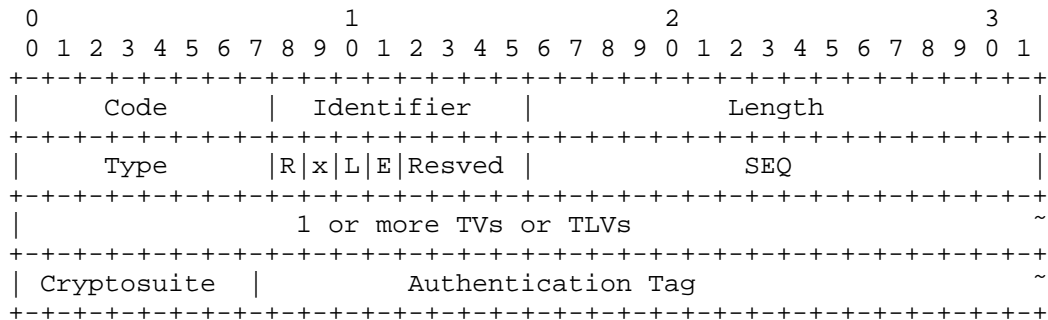 0                   1                   2                   3
 0 1 2 3 4 5 6 7 8 9 0 1 2 3 4 5 6 7 8 9 0 1 2 3 4 5 6 7 8 9 0 1
+-+-+-+-+-+-+-+-+-+-+-+-+-+-+-+-+-+-+-+-+-+-+-+-+-+-+-+-+-+-+-+-+
|     Code      |  Identifier   |            Length             |
+-+-+-+-+-+-+-+-+-+-+-+-+-+-+-+-+-+-+-+-+-+-+-+-+-+-+-+-+-+-+-+-+
|     Type      |R|x|L|E|Resved |             SEQ               |
+-+-+-+-+-+-+-+-+-+-+-+-+-+-+-+-+-+-+-+-+-+-+-+-+-+-+-+-+-+-+-+-+
|                 1 or more TVs or TLVs                         ~
+-+-+-+-+-+-+-+-+-+-+-+-+-+-+-+-+-+-+-+-+-+-+-+-+-+-+-+-+-+-+-+-+
| Cryptosuite  |         Authentication Tag                     ~
+-+-+-+-+-+-+-+-+-+-+-+-+-+-+-+-+-+-+-+-+-+-+-+-+-+-+-+-+-+-+-+-+